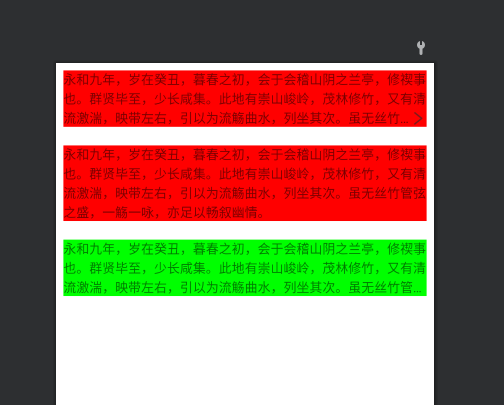 永和九年，岁在癸丑，暮春之初，会于会稽山阴之兰亭，修禊事
也。群贤毕至，少长咸集。此地有崇山峻岭，茂林修竹，又有清
流激湍，映带左右，引以为流觞曲水，列坐其次。虽无丝竹...
永和九年，岁在癸丑，暮春之初，会于会稽山阴之兰亭，修禊事
也。群贤毕至，少长咸集。此地有崇山峻岭，茂林修竹，又有清
流激湍，映带左右，引以为流觞曲水，列坐其次。虽无丝竹管弦
之盛，一觞一咏，亦足以畅叙幽情。
永和九年，岁在癸丑，暮春之初，会于会稽山阴之兰亭，修禊事
也。群贤毕至，少长咸集。此地有崇山峻岭，茂林修竹，又有清
流激湍，映带左右，引以为流觞曲水，列坐其次。虽无丝竹管...